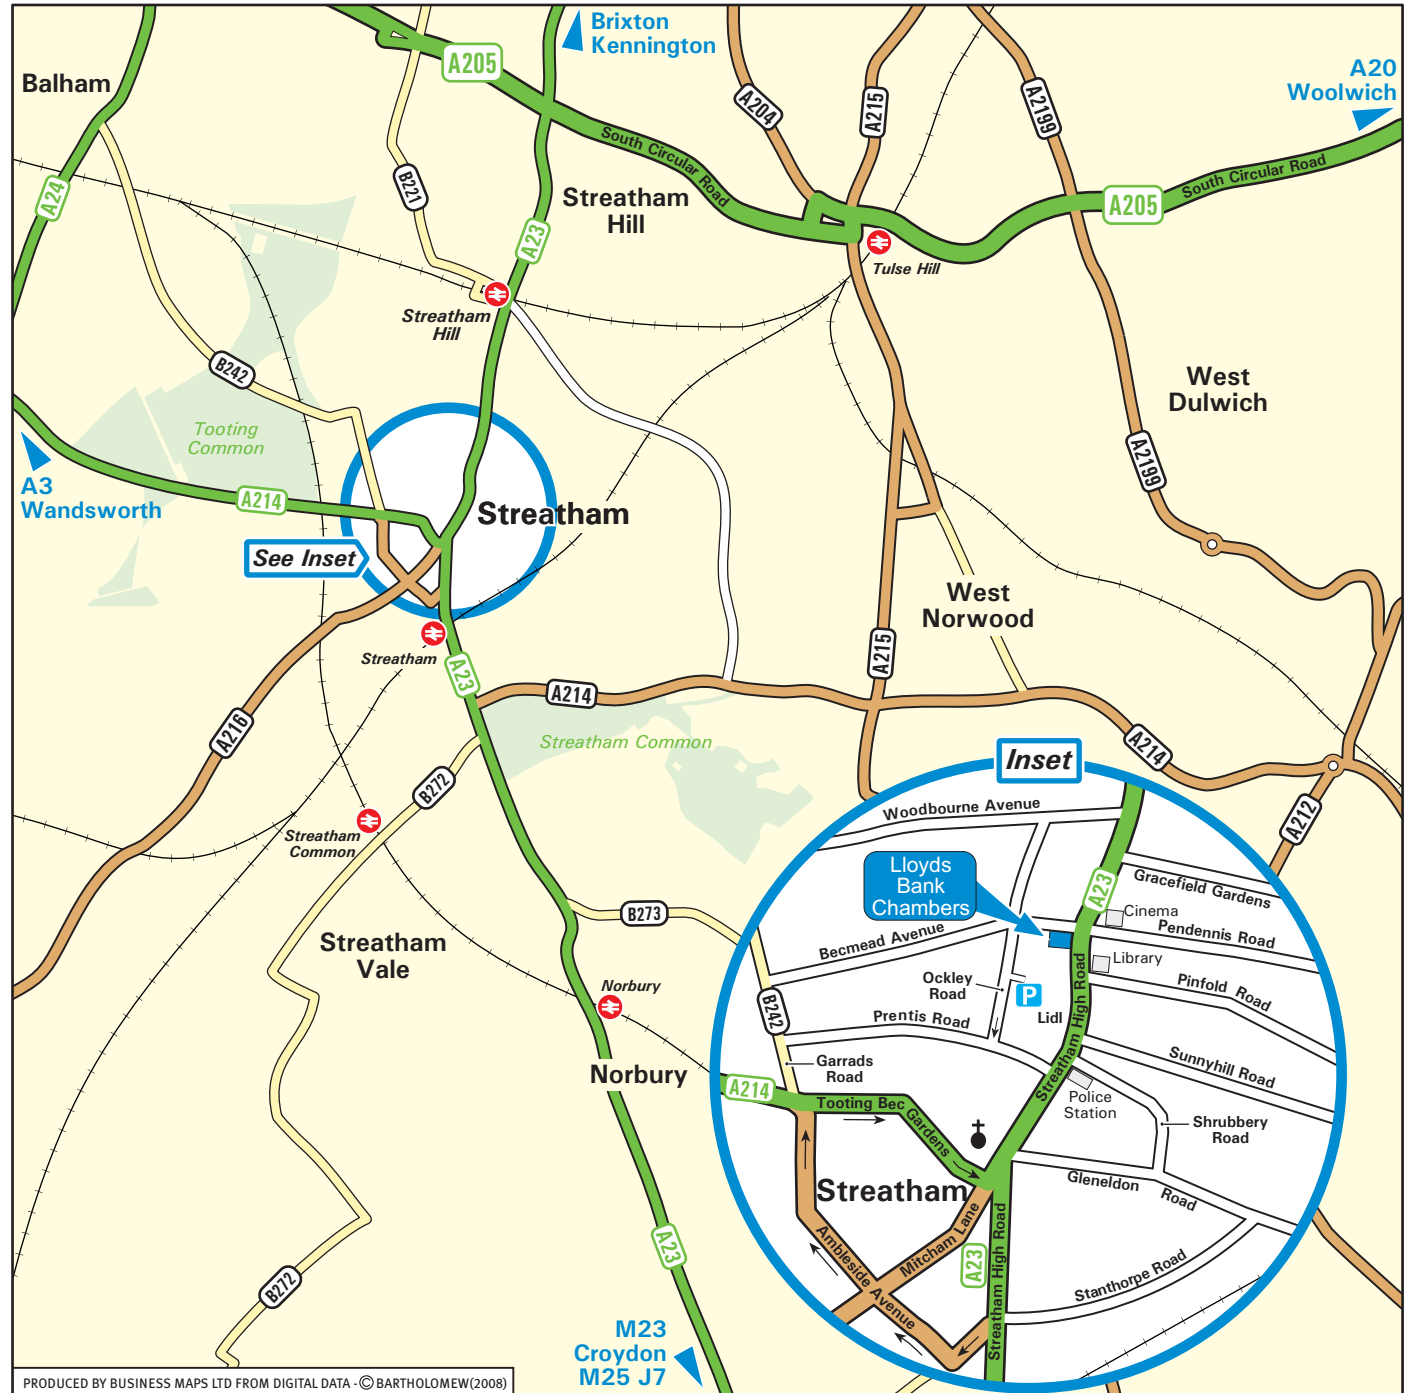 Brixton
Kennington
A205
A20
Woolwich
Balham
A204
A215
A2199
South Circular Road
South Circular Road
A205
A24
B221
Streatham
Hill
A23
Tulse Hill
Streatham
Hill
B242
West
Dulwich
Tooting
Common
A2199
A3
Wandsworth
A214
Streatham
See Inset
West
Norwood
A215
Streatham
A23
A214
A216
Streatham Common
A214
B272
Streatham
Common
A212
B273
Streatham
Vale
Norbury
Norbury
A23
B272
M23
Croydon
M25 J7
Inset
Woodbourne Avenue
Lloyds
Bank
Chambers
A23
Gracefield Gardens
Cinema
Pendennis Road
Becmead Avenue
Library
Ockley
Road
P
Pinfold Road
B242
Prentis Road
Lidl
Streatham High Road
Sunnyhill Road
Garrads
Road
A214
Tooting Bec
Gardens
Police
Station
Shrubbery
Road
Streatham
Gleneldon Road
Mitcham Lane
Ambleside Avenue
A23
Streatham High Road
Stanthorpe Road
PRODUCED BY BUSINESS MAPS LTD FROM DIGITAL DATA - © BARTHOLOMEW(2008)